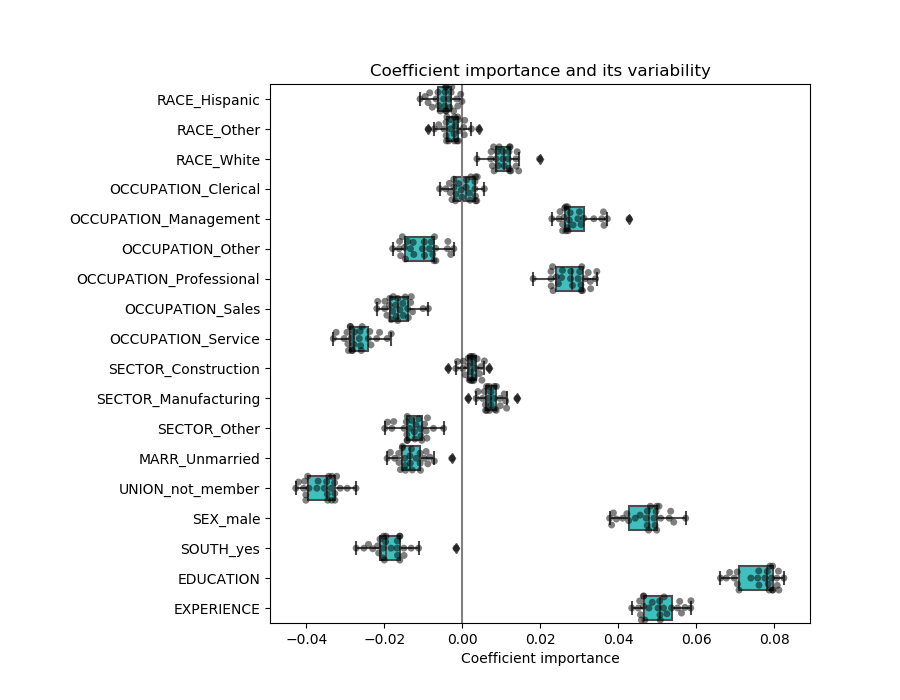 Coefficient importance and its variability
RACE_Hispanic
RACE_Other
RACE_White
OCCUPATION_Clerical
OCCUPATION_Management
OCCUPATION_Other
OCCUPATION_Professional
OCCUPATION_Sales
OCCUPATION_Service
SECTOR_Construction
SECTOR_Manufacturing
SECTOR_Other
MARR_Unmarried
UNION_not_member
SEX_male
SOUTH_yes
EDUCATION
EXPERIENCE
−0.04 −0.02 0.00 0.02 0.04 0.06 0.08
Coefficient importance